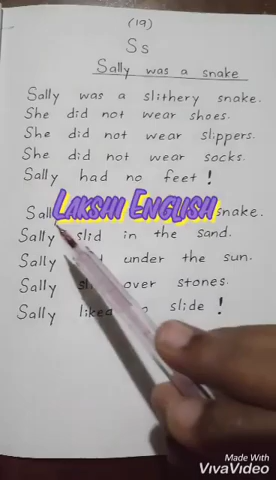 (19)
S s
Sally was a snake
Sally was a slithery snake.
She did not wear shoes.
She did not wear slippers.
She did not wear socks.
Sally had no feet!
LAKSHI ENGLISH
snake.
Sally slid in the sand.
Sally under the sun.
Sally over stones.
Sally liked slide!
Made With
VivaVideo